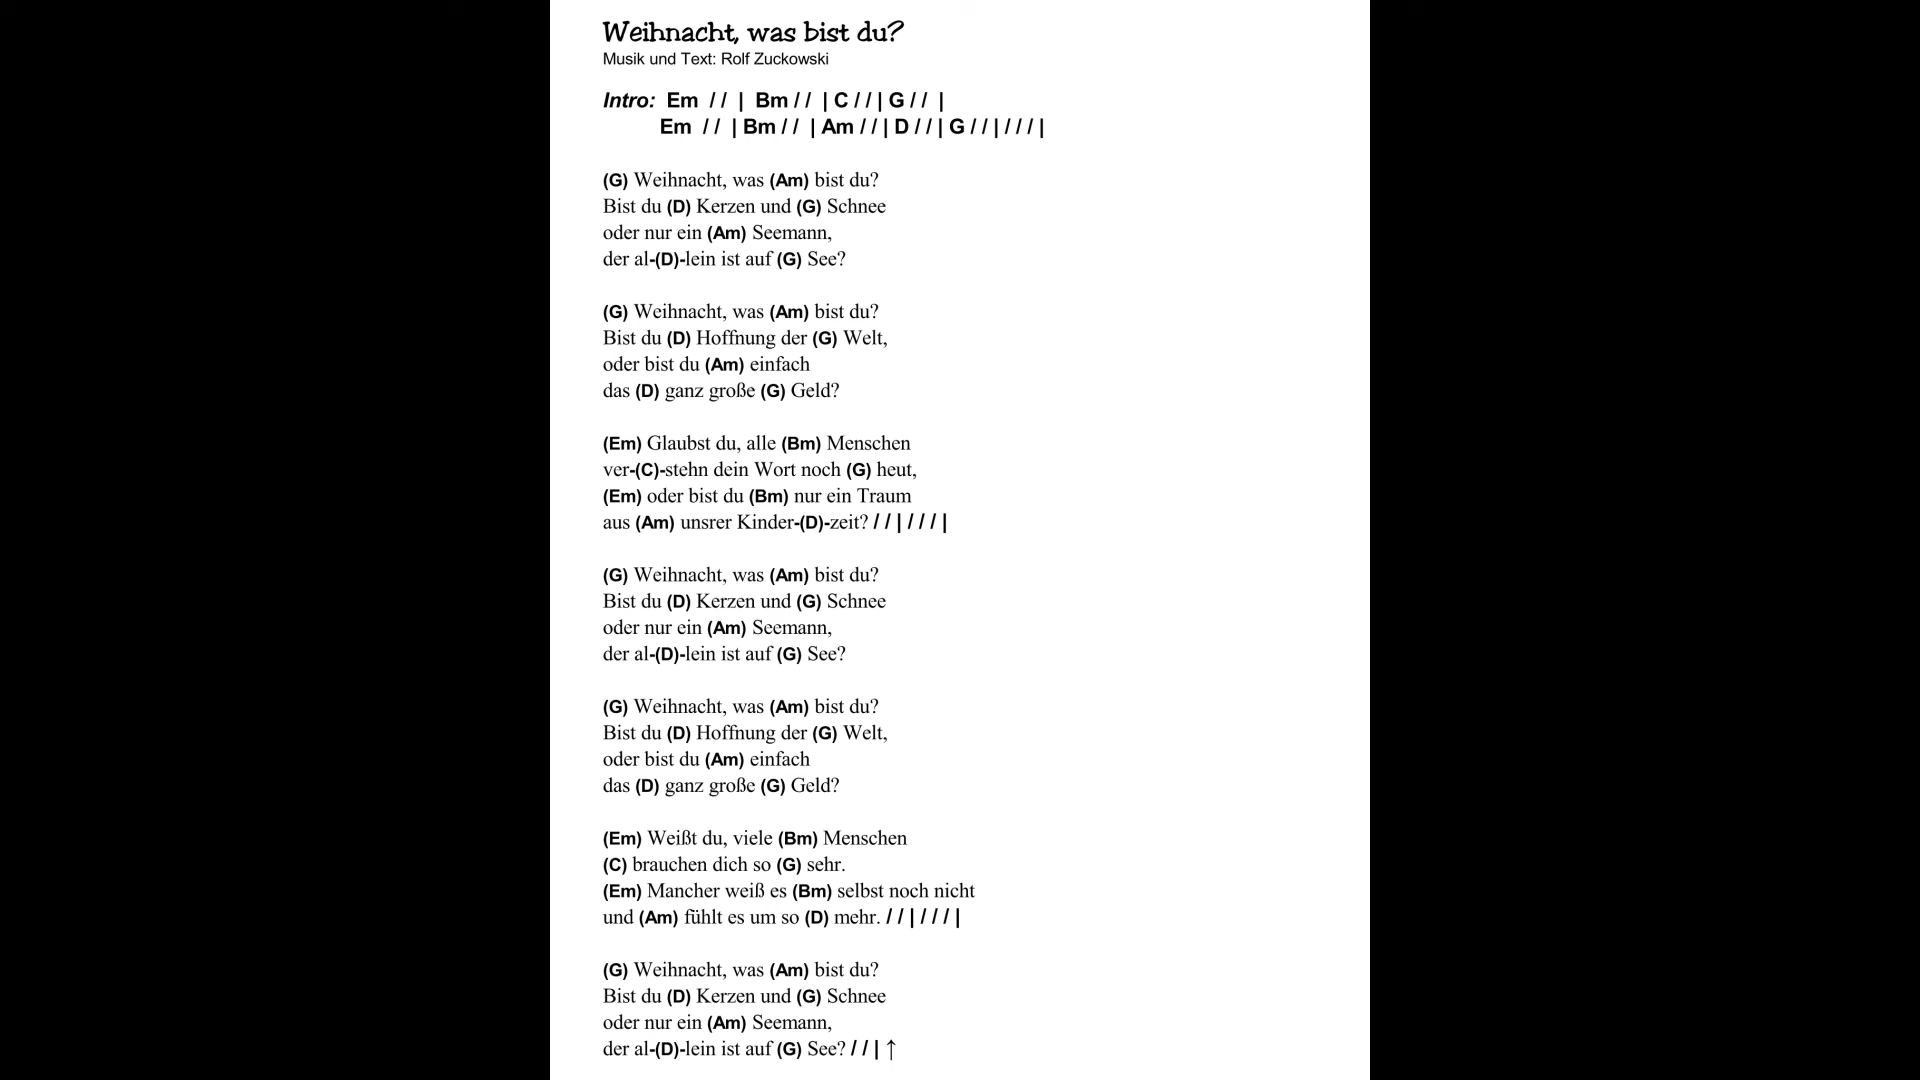 Weihnacht, was bist du?
Musik und Text: Rolf Zuckowski
Intro: Em / / | Bm / / | C / / | G / / |
Em / / | Bm / / | Am / / | D / / | G / / | / / / |
(G) Weihnacht, was (Am) bist du?
Bist du (D) Kerzen und (G) Schnee
oder nur ein (Am) Seemann,
der al-(D)-lein ist auf (G) See?
(G) Weihnacht, was (Am) bist du?
Bist du (D) Hoffnung der (G) Welt,
oder bist du (Am) einfach
das (D) ganz große (G) Geld?
(Em) Glaubst du, alle (Bm) Menschen
ver-(C)-stehn dein Wort noch (G) heut,
(Em) oder bist du (Bm) nur ein Traum
aus (Am) unsrer Kinder-(D)-zeit? / / | / / / |
(G) Weihnacht, was (Am) bist du?
Bist du (D) Kerzen und (G) Schnee
oder nur ein (Am) Seemann,
der al-(D)-lein ist auf (G) See?
(G) Weihnacht, was (Am) bist du?
Bist du (D) Hoffnung der (G) Welt,
oder bist du (Am) einfach
das (D) ganz große (G) Geld?
(Em) Weißt du, viele (Bm) Menschen
(C) brauchen dich so (G) sehr.
(Em) Mancher weiß es (Bm) selbst noch nicht
und (Am) fühlt es um so (D) mehr. / / | / / / |
(G) Weihnacht, was (Am) bist du?
Bist du (D) Kerzen und (G) Schnee
oder nur ein (Am) Seemann,
der al-(D)-lein ist auf (G) See? / / | ↑